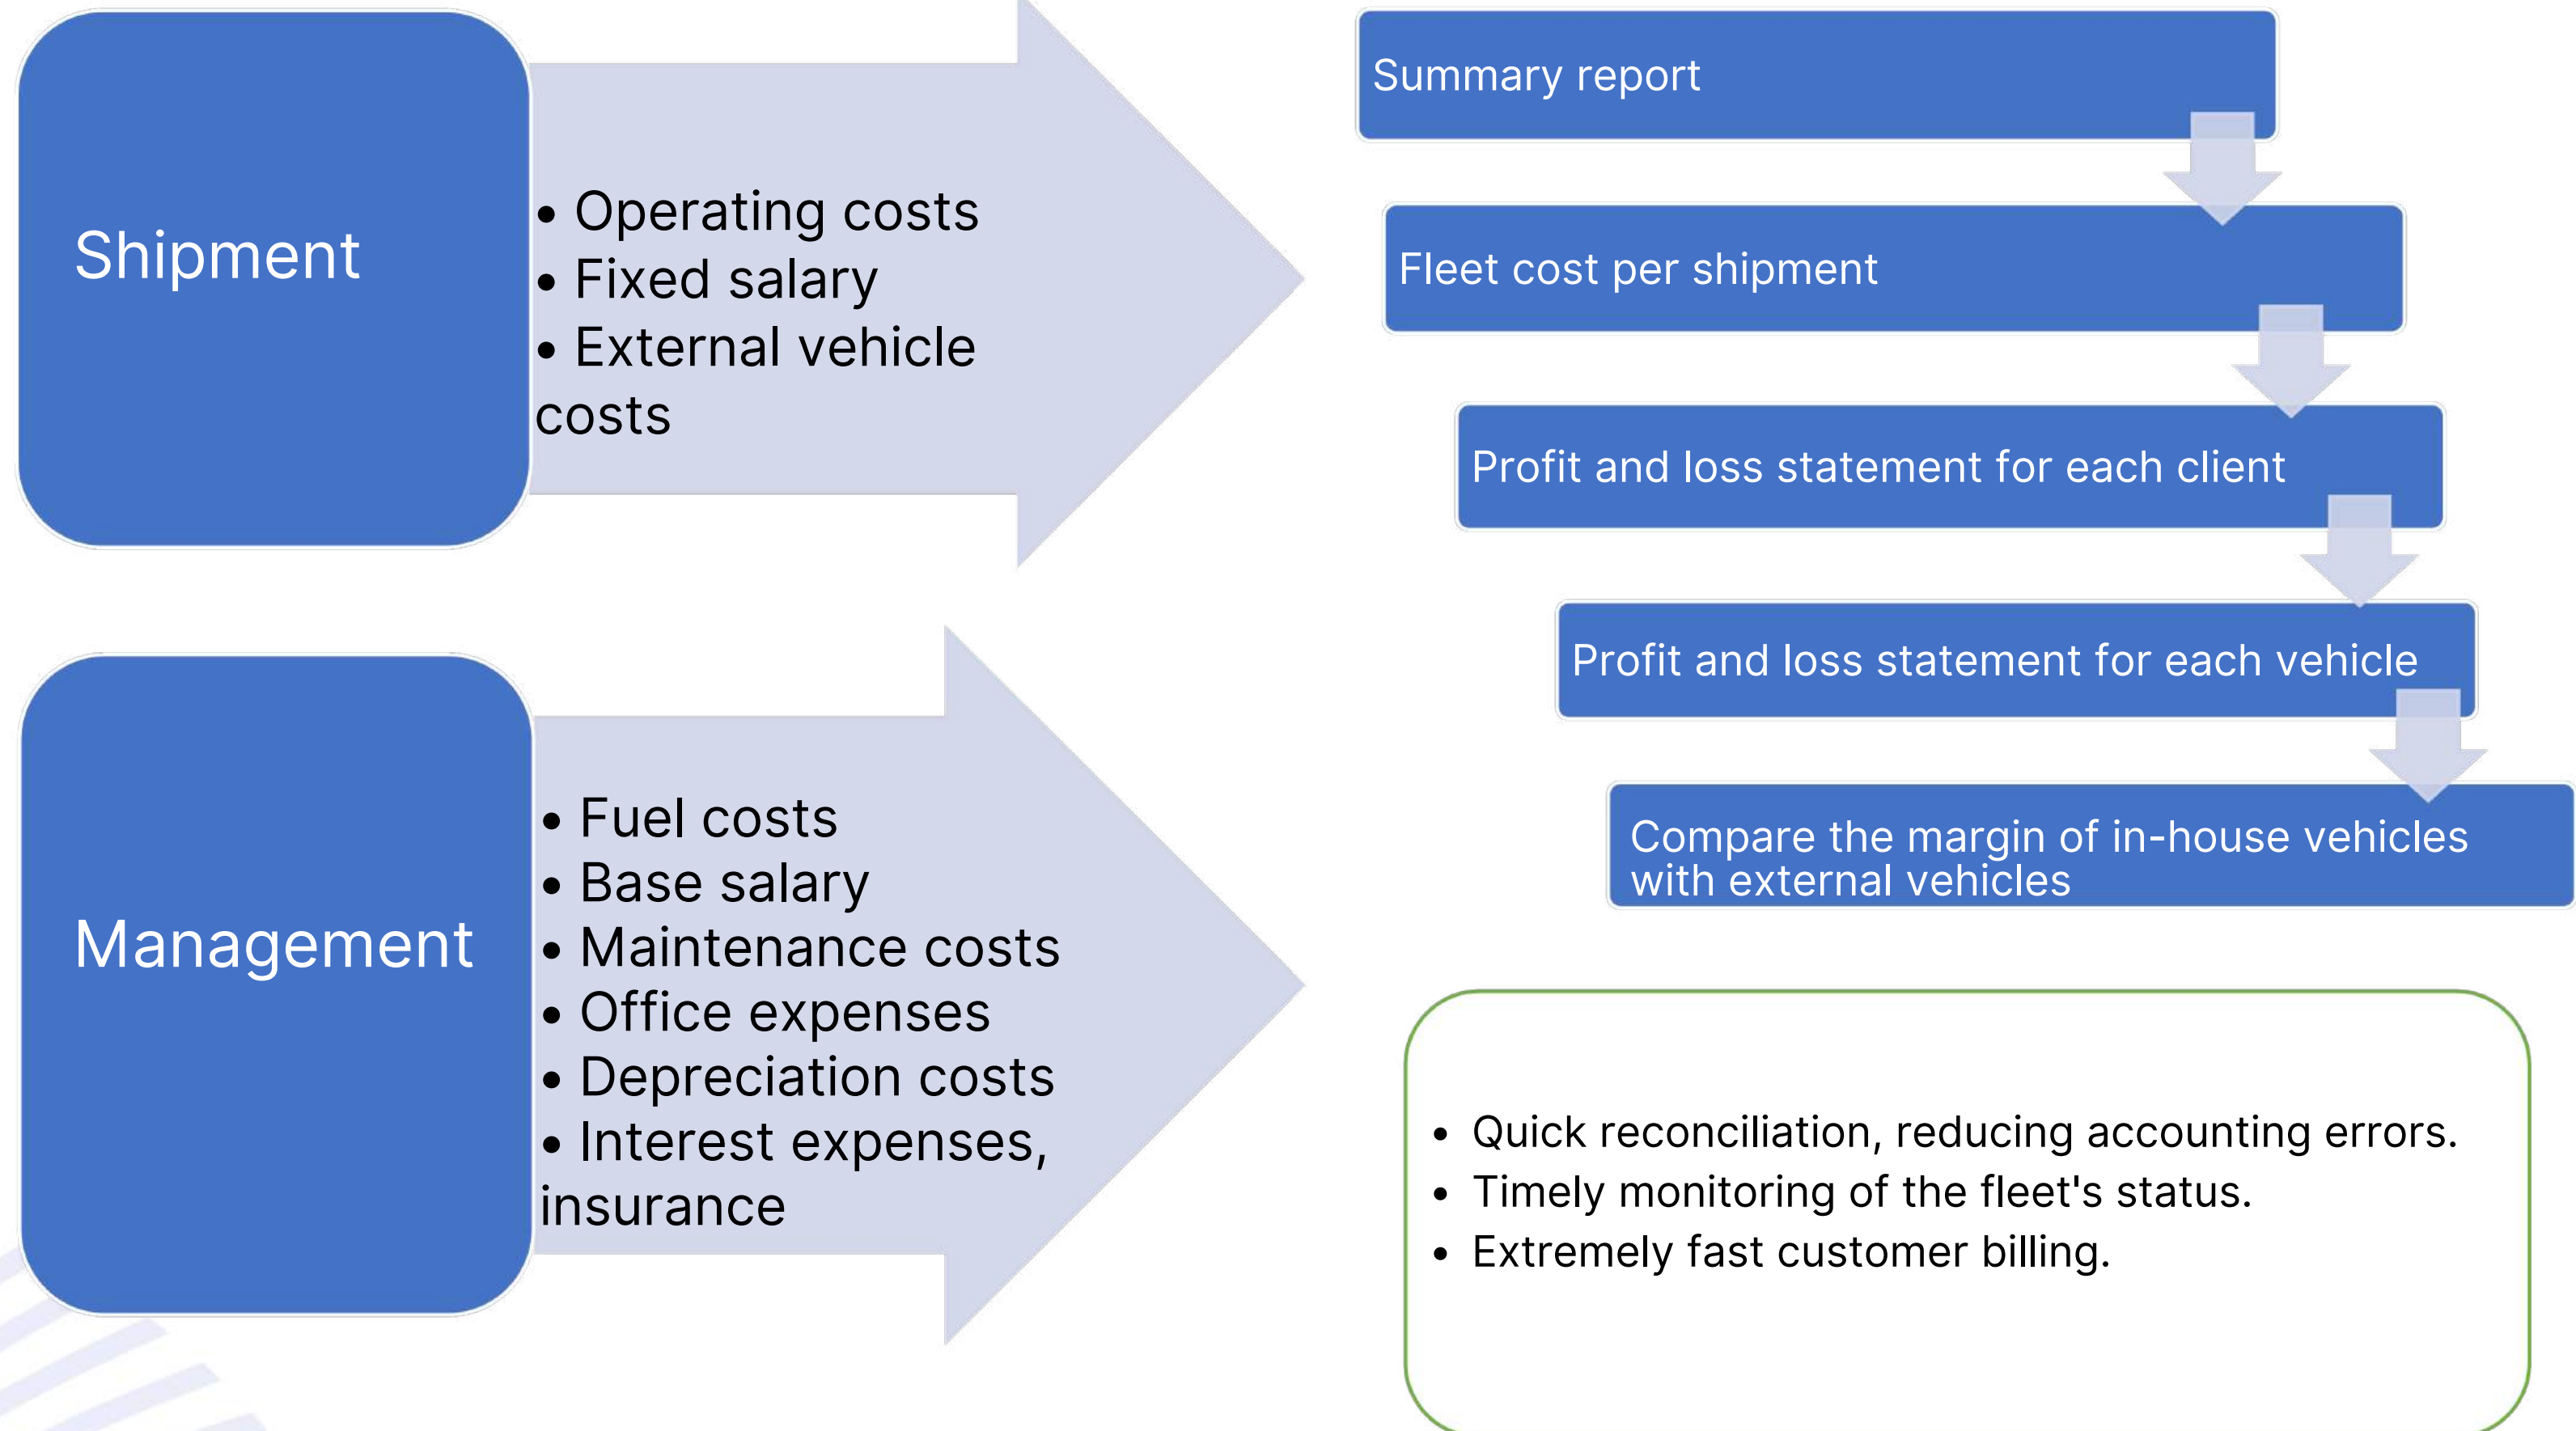 Shipment
• Operating costs
• Fixed salary
• External vehicle
costs
Management
• Fuel costs
• Base salary
• Maintenance costs
• Office expenses
• Depreciation costs
• Interest expenses,
insurance
Summary report
Fleet cost per shipment
Profit and loss statement for each client
Profit and loss statement for each vehicle
Compare the margin of in-house vehicles
with external vehicles
• Quick reconciliation, reducing accounting errors.
• Timely monitoring of the fleet's status.
• Extremely fast customer billing.